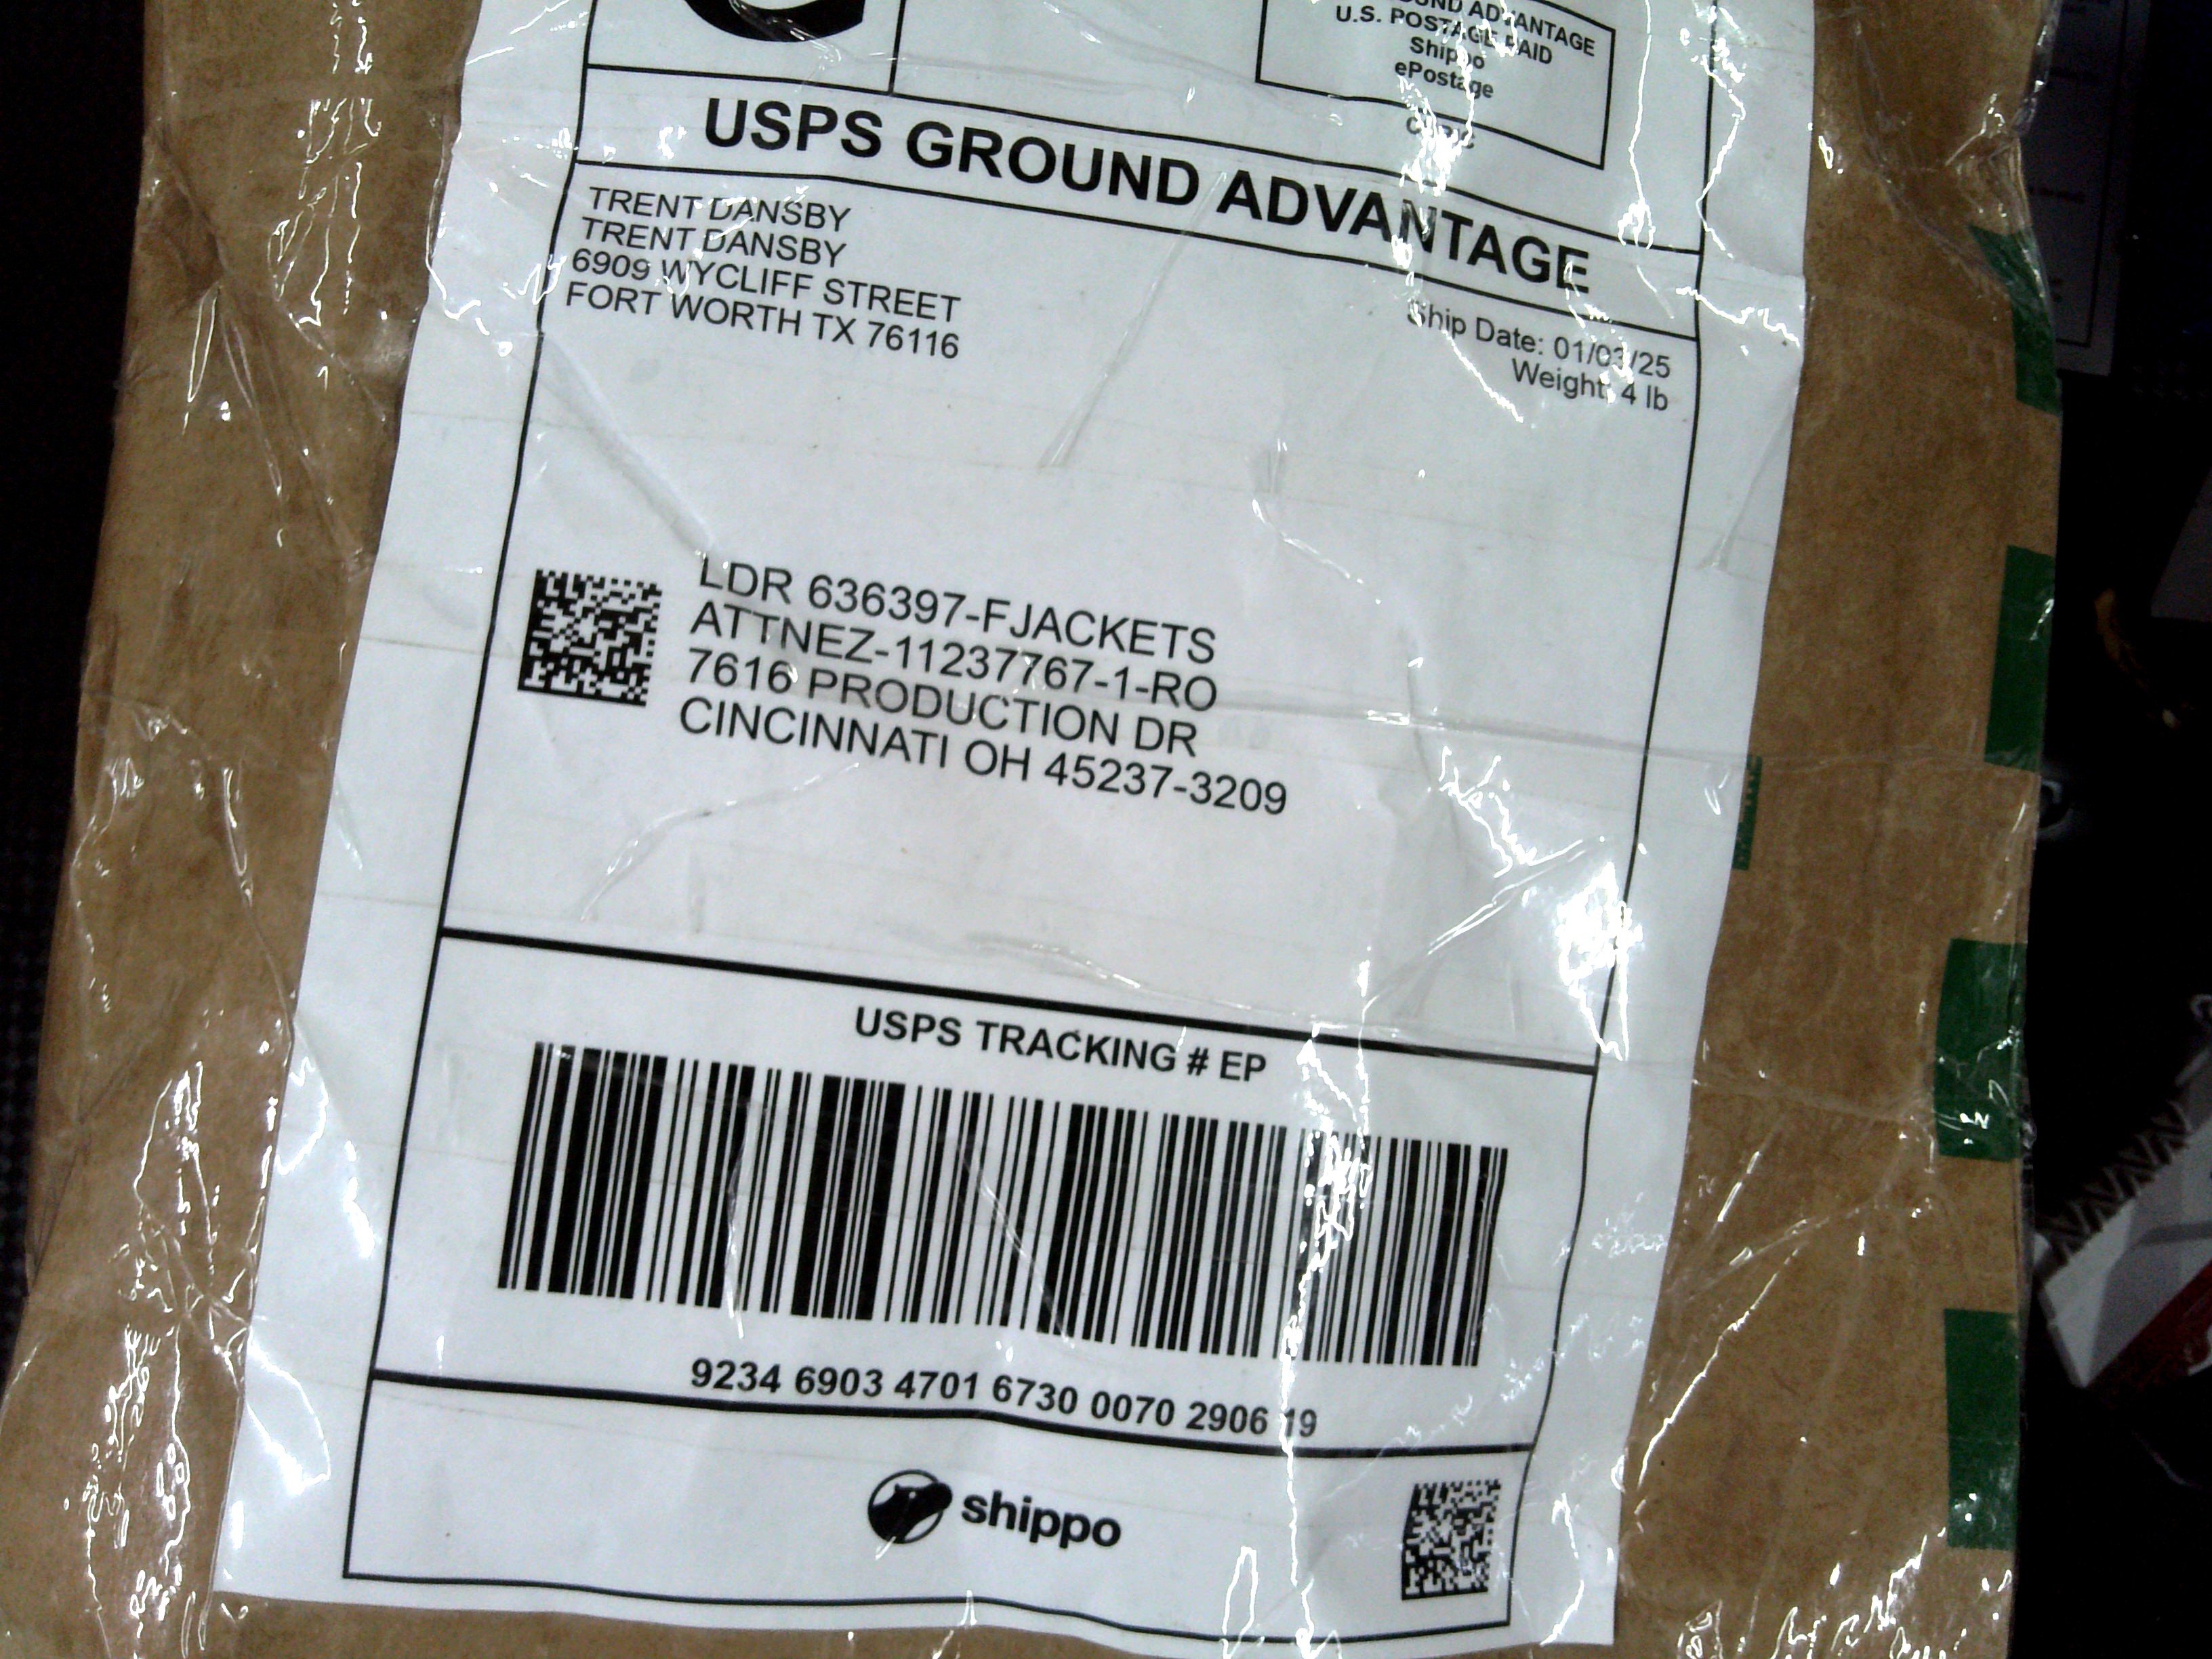 GROUND ADVANTAGE
U.S. POSTAGE PAID
Shippo
ePostage
USPS GROUND ADVANTAGE
TRENT DANSBY
TRENT DANSBY
6909 WYCLIFF STREET
FORT WORTH TX 76116
Ship Date: 01/03/25
Weight: 4 lb
LDR 636397-FJACKETS
ATTNEZ-11237767-1-RO
7616 PRODUCTION DR
CINCINNATI OH 45237-3209
USPS TRACKING # EP
9234 6903 4701 6730 0070 2906 19
shippo